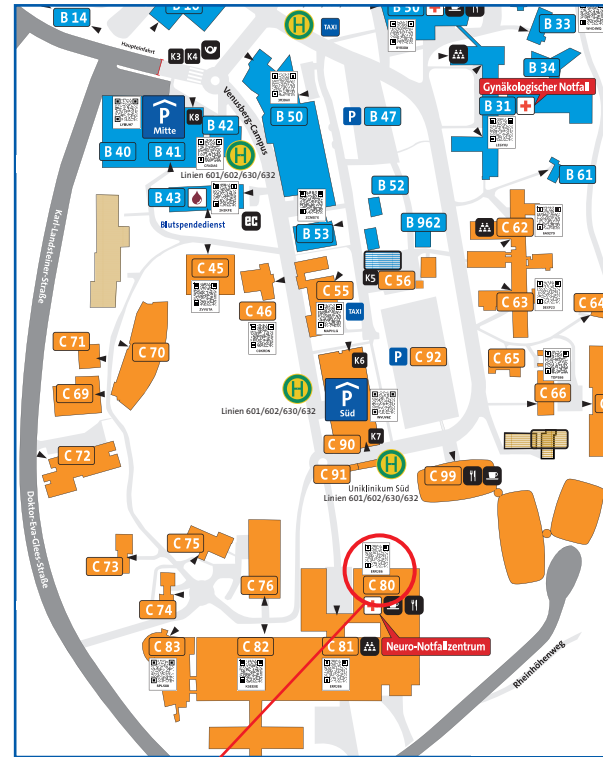 B 14
B 30
B 33
Haupteinfahrt
K3
K4
TAXI
B 34
Gynäkologischer Notfall
B 31
Venusberg-Campus
P
Mitte
K8
B 42
B 50
P
B 47
B 40
B 41
H
H
Linien 601/602/630/632
B 61
B 43
B 52
Blutspendedienst
ec
B 53
B 962
C 62
Karl-Landsteiner-Straße
C 45
C 55
K5
C 56
C 63
C 64
C 46
TAXI
C 71
C 70
K6
P
C 92
C 65
C 69
H
Linien 601/602/630/632
P
Süd
C 66
C 90
K7
C 72
C 91
H
C 99
Uniklinikum Süd
Linien 601/602/630/632
Doktor-Eva-Glees-Straße
C 75
C 73
C 76
C 80
C 74
C 83
C 82
C 81
Neuro-Notfallzentrum
Rheinhöhenweg